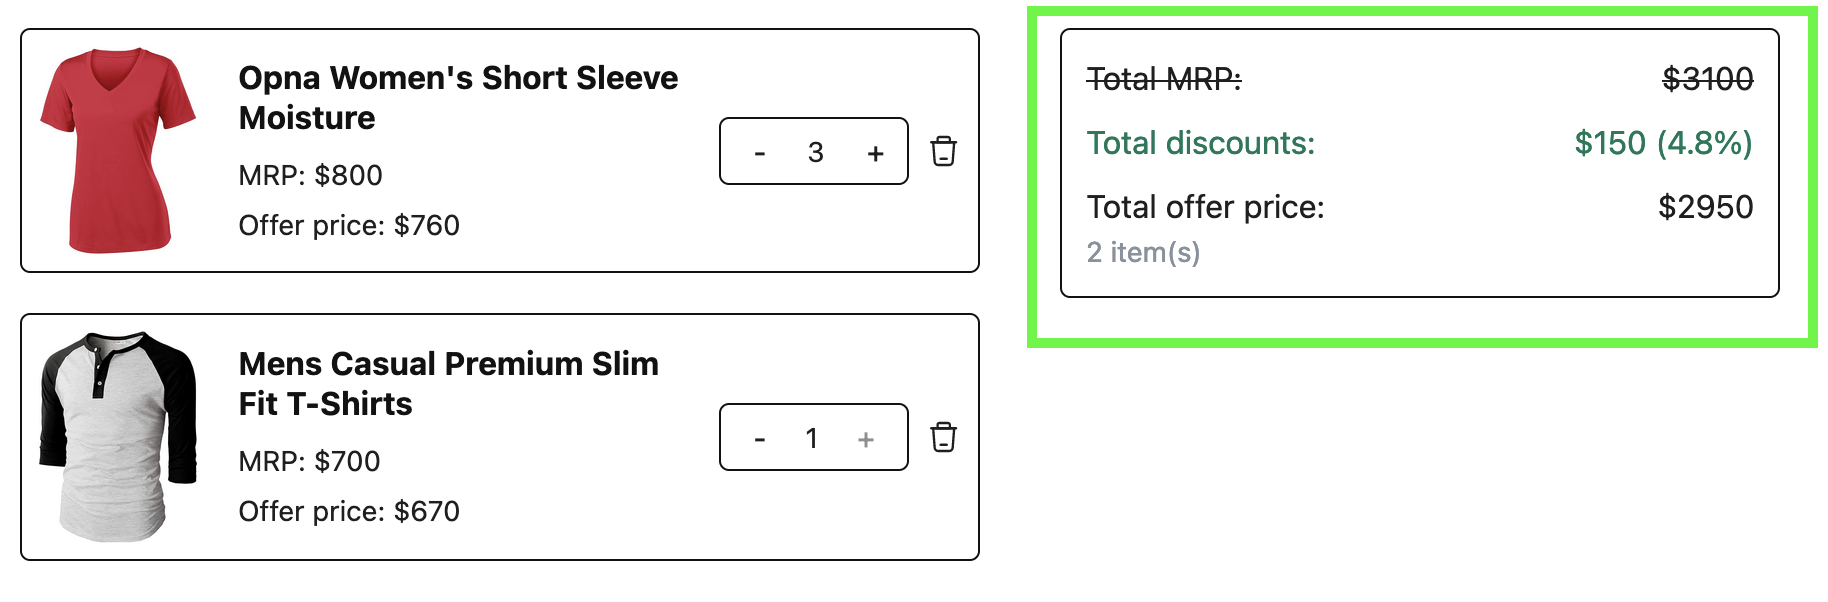 Opna Women's Short Sleeve
Moisture
MRP: $800
Offer price: $760
- 3 +
Mens Casual Premium Slim
Fit T-Shirts
MRP: $700
Offer price: $670
- 1 +
Total MRP: $3100
Total discounts: $150 (4.8%)
Total offer price: $2950
2 item(s)